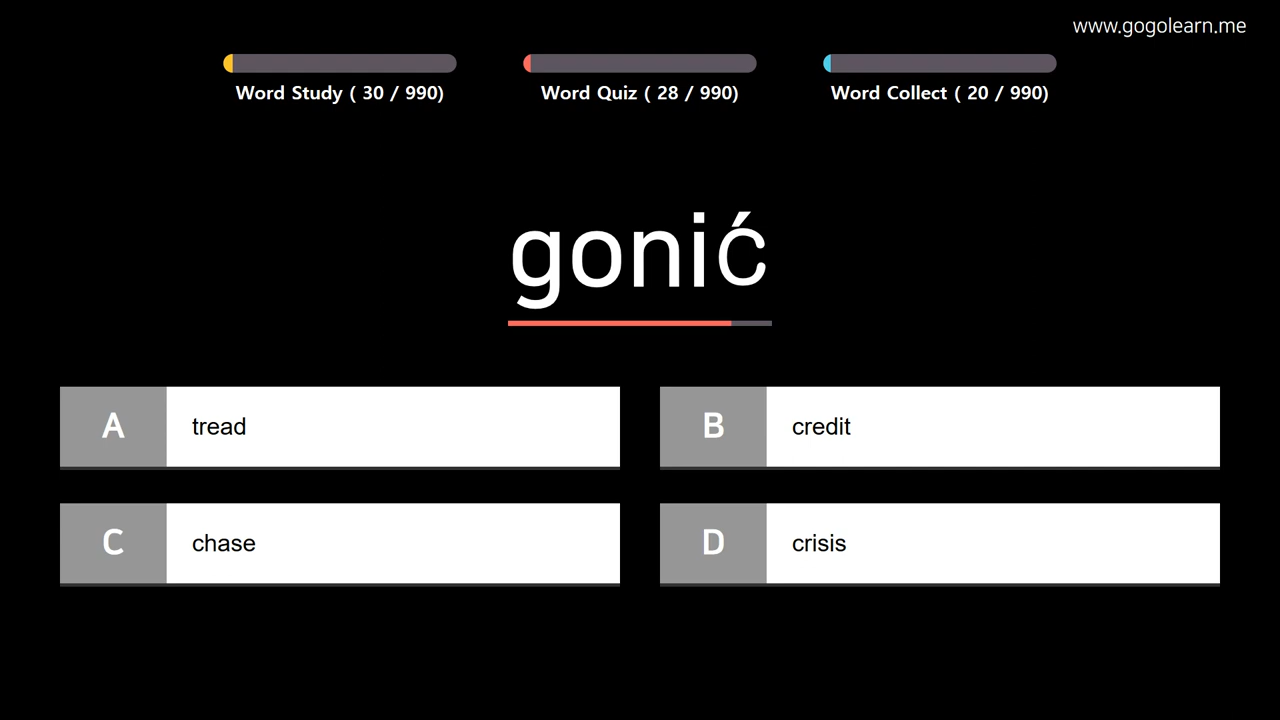 www.gogolearn.me
Word Study ( 30 / 990)
Word Quiz ( 28 / 990)
Word Collect ( 20 / 990)
gonić
A tread
B credit
C chase
D crisis